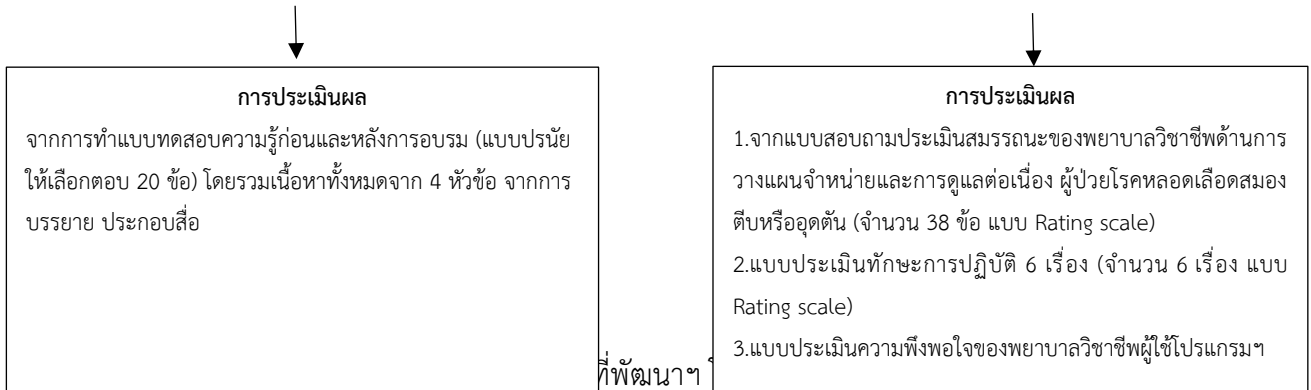 การประเมินผล
จากการทำแบบทดสอบความรู้ก่อนและหลังการอบรม (แบบปรนัย
ให้เลือกตอบ 20 ข้อ) โดยรวมเนื้อหาทั้งหมดจาก 4 หัวข้อ จากการ
บรรยาย ประกอบสื่อ
การประเมินผล
1.จากแบบสอบถามประเมินสมรรถนะของพยาบาลวิชาชีพด้านการ
วางแผนจำหน่ายและการดูแลต่อเนื่อง ผู้ป่วยโรคหลอดเลือดสมอง
ตีบหรืออุดตัน (จำนวน 38 ข้อ แบบ Rating scale)
2.แบบประเมินทักษะการปฏิบัติ 6 เรื่อง (จำนวน 6 เรื่อง แบบ
Rating scale)
3.แบบประเมินความพึงพอใจของพยาบาลวิชาชีพผู้ใช้โปรแกรมฯ
ที่พัฒนาฯ